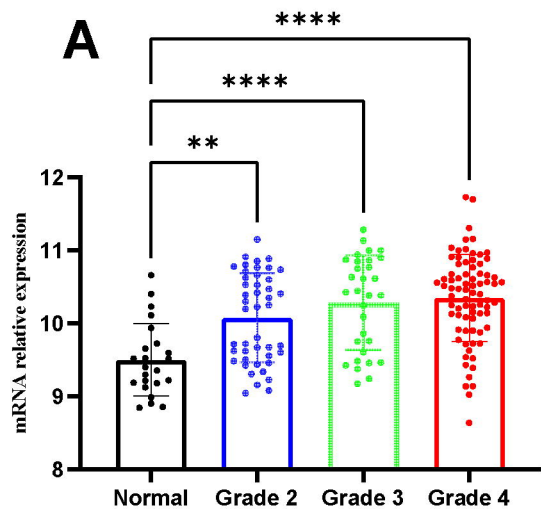 A
****
****
**
mRNA relative expression
12
11
10
9
8
Normal Grade 2 Grade 3 Grade 4